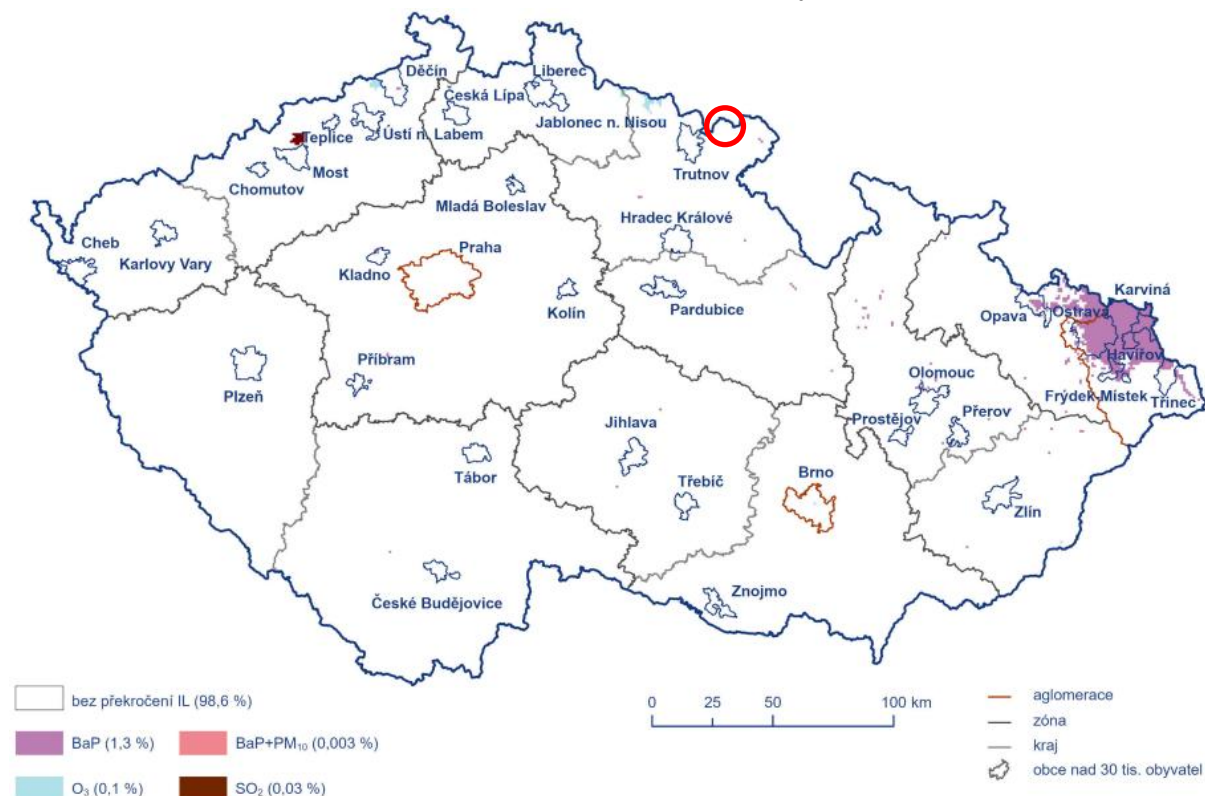 Děčín
Liberec
Česká Lípa
Jablonec n. Nisou
Teplice
Ústí n. Labem
Most
Chomutov
Trutnov
Mladá Boleslav
Hradec Králové
Cheb
Karlovy Vary
Praha
Kladno
Kolín
Pardubice
Karviná
Opava
Ostrava
Havířov
Příbram
Plzeň
Olomouc
Frýdek-Místek
Třinec
Prostějov
Přerov
Jihlava
Tábor
Třebíč
Brno
Zlín
České Budějovice
Znojmo
bez překročení IL (98,6 %)
BaP (1,3 %)
BaP+PM₁₀ (0,003 %)
O₃ (0,1 %)
SO₂ (0,03 %)
0 25 50 100 km
aglomerace
zóna
kraj
obce nad 30 tis. obyvatel